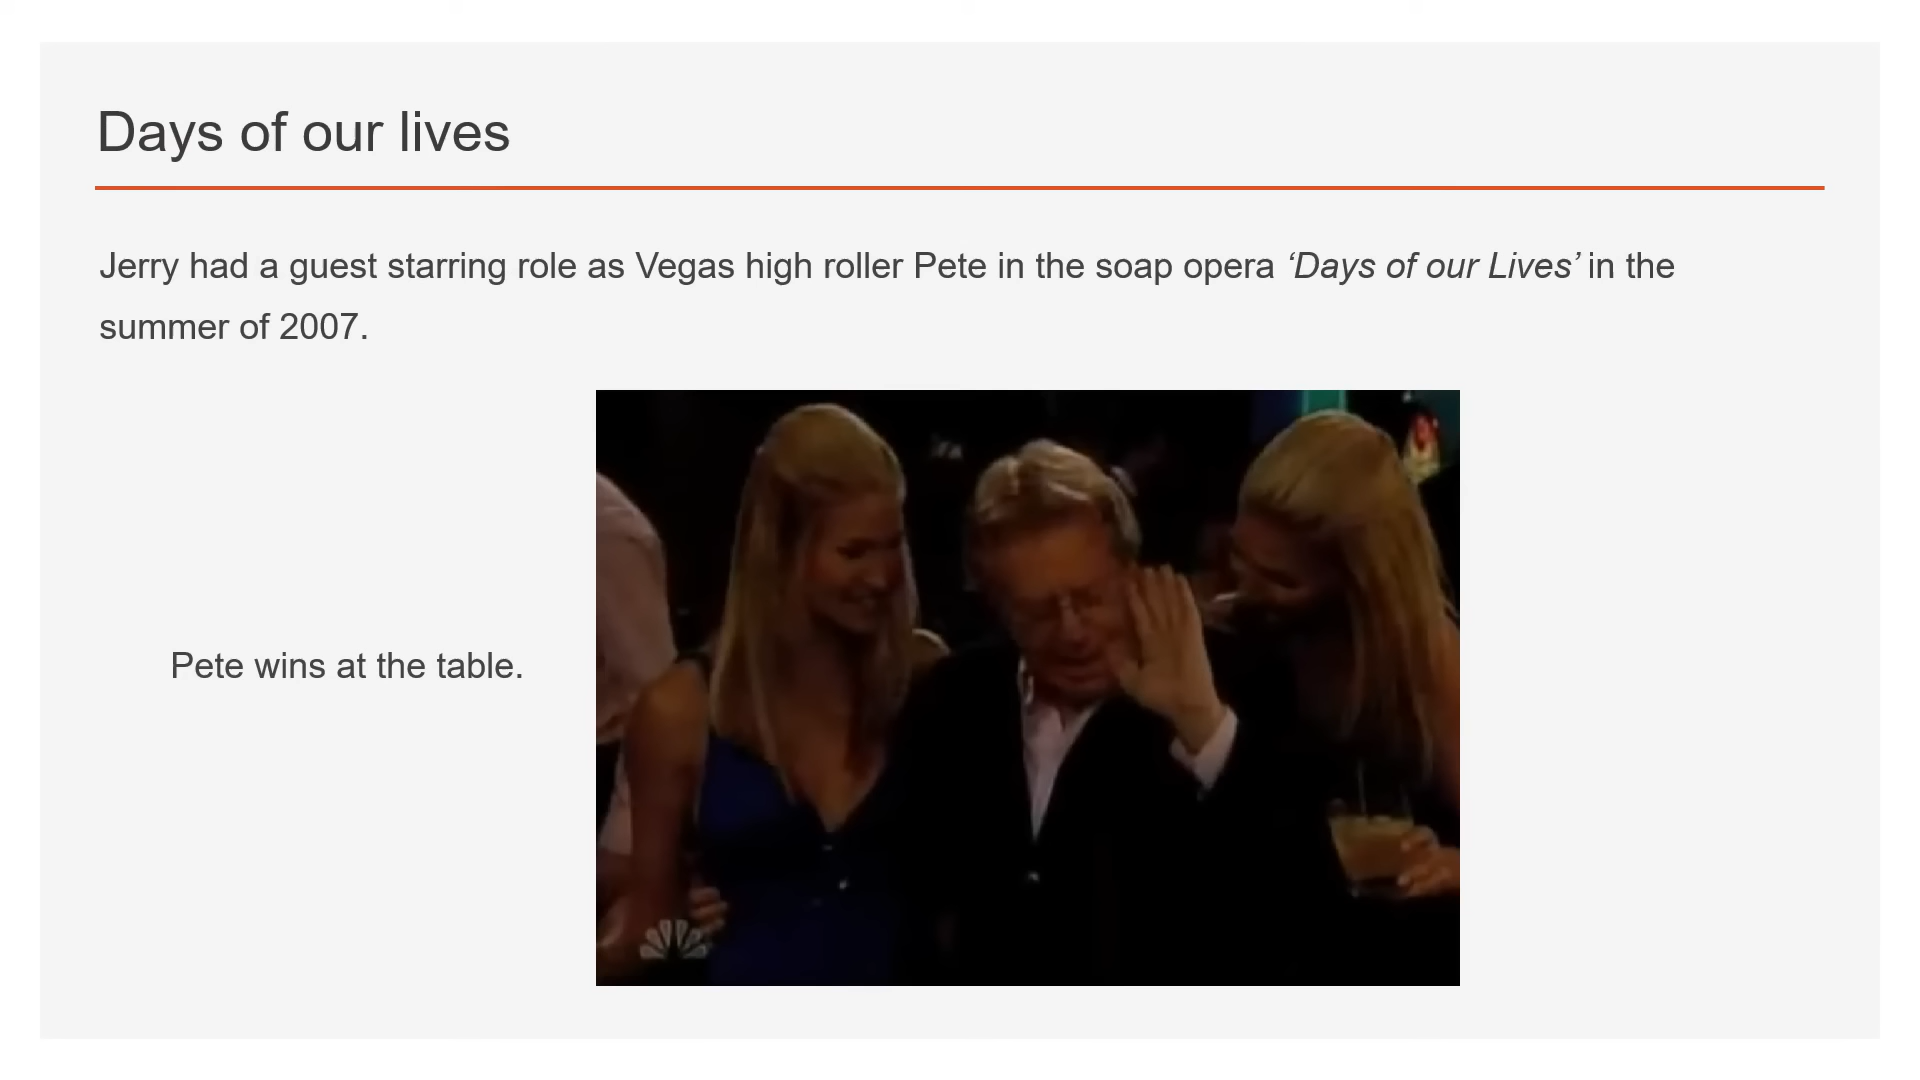 Days of our lives
Jerry had a guest starring role as Vegas high roller Pete in the soap opera ‘Days of our Lives’ in the
summer of 2007.
Pete wins at the table.